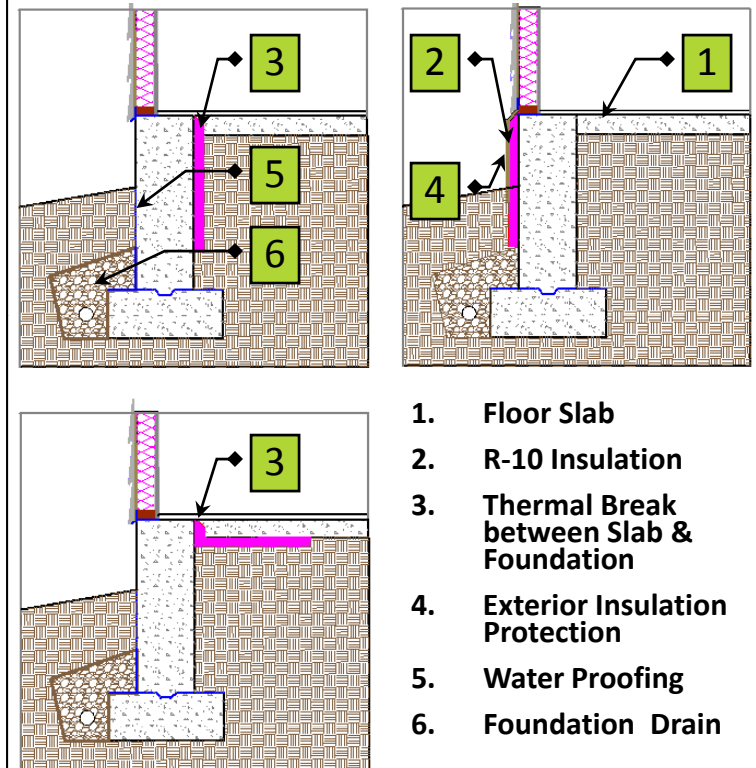 3
5
6
2
1
4
3
1. Floor Slab
2. R-10 Insulation
3. Thermal Break
between Slab &
Foundation
4. Exterior Insulation
Protection
5. Water Proofing
6. Foundation Drain